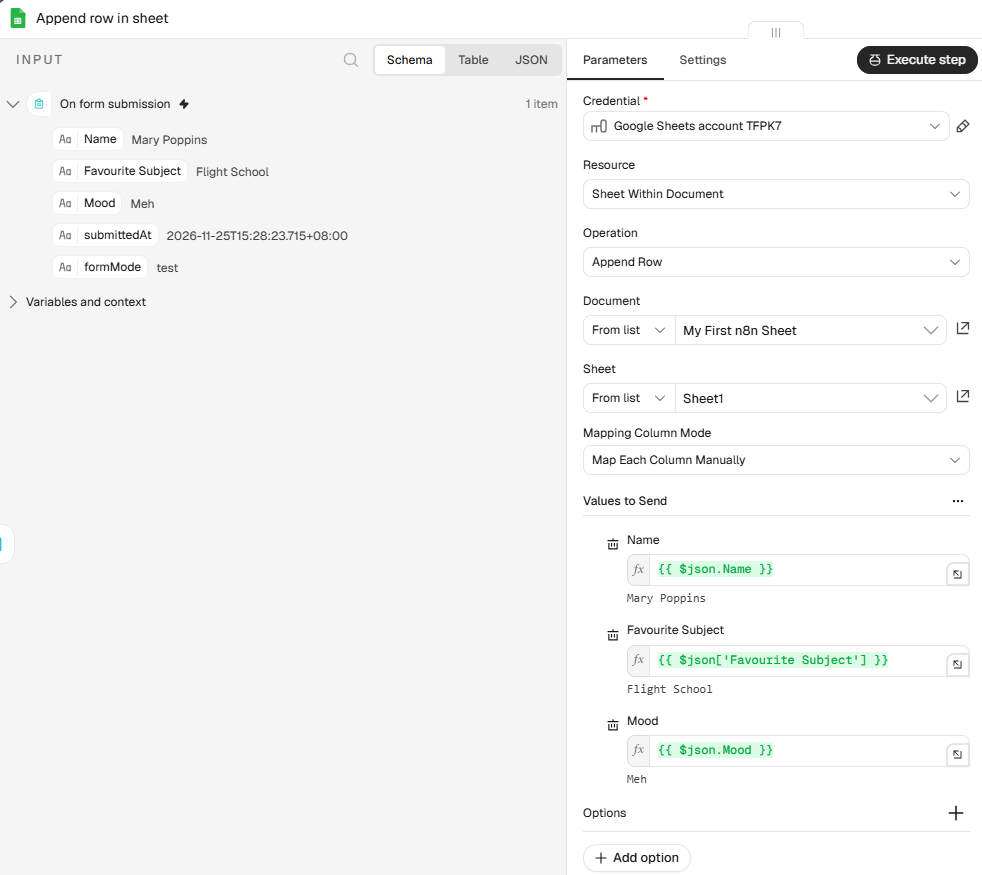 Append row in sheet
INPUT
Schema
Table
JSON
On form submission
1 item
Aa Name Mary Poppins
Aa Favourite Subject Flight School
Aa Mood Meh
Aa submittedAt 2026-11-25T15:28:23.715+08:00
Aa formMode test
Variables and context
Parameters
Settings
Execute step
Credential *
Google Sheets account TFPK7
Resource
Sheet Within Document
Operation
Append Row
Document
From list
My First n8n Sheet
Sheet
From list
Sheet1
Mapping Column Mode
Map Each Column Manually
Values to Send
Name
fx {{ $json.Name }}
Mary Poppins
Favourite Subject
fx {{ $json['Favourite Subject'] }}
Flight School
Mood
fx {{ $json.Mood }}
Meh
Options
Add option